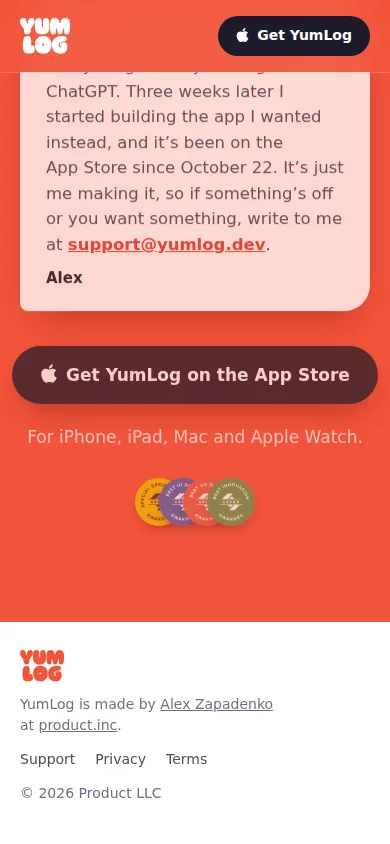 YUM
LOG
Get YumLog
ChatGPT. Three weeks later I
started building the app I wanted
instead, and it’s been on the
App Store since October 22. It’s just
me making it, so if something’s off
or you want something, write to me
at support@yumlog.dev.
Alex
Get YumLog on the App Store
For iPhone, iPad, Mac and Apple Watch.
YUM
LOG
YumLog is made by Alex Zapadenko
at product.inc.
Support Privacy Terms
© 2026 Product LLC